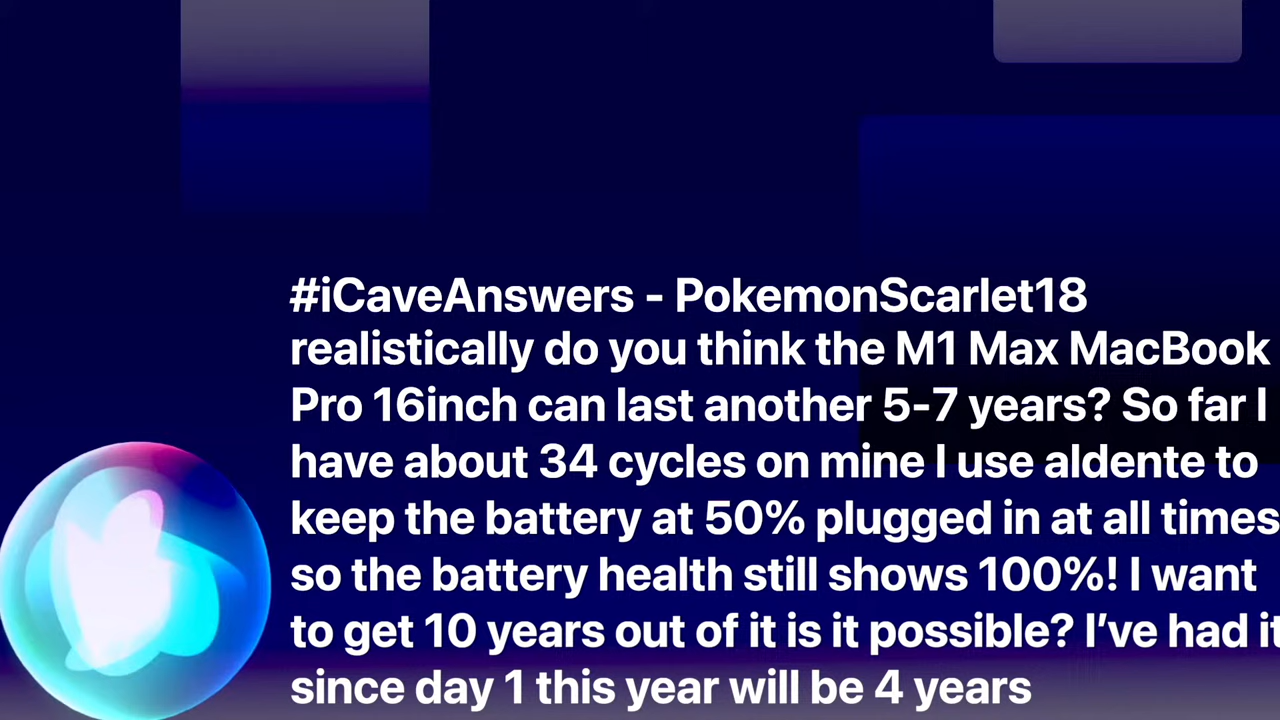 #iCaveAnswers - PokemonScarlet18
realistically do you think the M1 Max MacBook
Pro 16inch can last another 5-7 years? So far I
have about 34 cycles on mine I use aldente to
keep the battery at 50% plugged in at all times
so the battery health still shows 100%! I want
to get 10 years out of it is it possible? I’ve had it
since day 1 this year will be 4 years